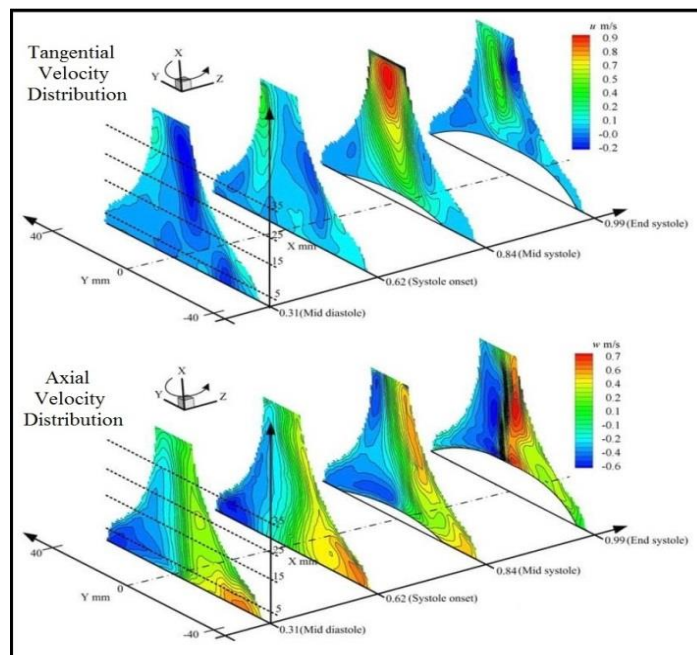 Tangential
Velocity
Distribution
X
Y
Z
u m/s
0.9
0.8
0.7
0.6
0.5
0.4
0.3
0.2
0.1
-0.0
-0.2
35
25
15
5
X mm
40
0
-40
Y mm
0.31(Mid diastole)
0.62(Systole onset)
0.84(Mid systole)
0.99(End systole)
Axial
Velocity
Distribution
X
Y
Z
w m/s
0.7
0.6
0.5
0.4
0.2
0.1
-0.1
-0.2
-0.4
-0.6
35
25
15
5
X mm
40
0
-40
Y mm
0.31(Mid diastole)
0.62(Systole onset)
0.84(Mid systole)
0.99(End systole)